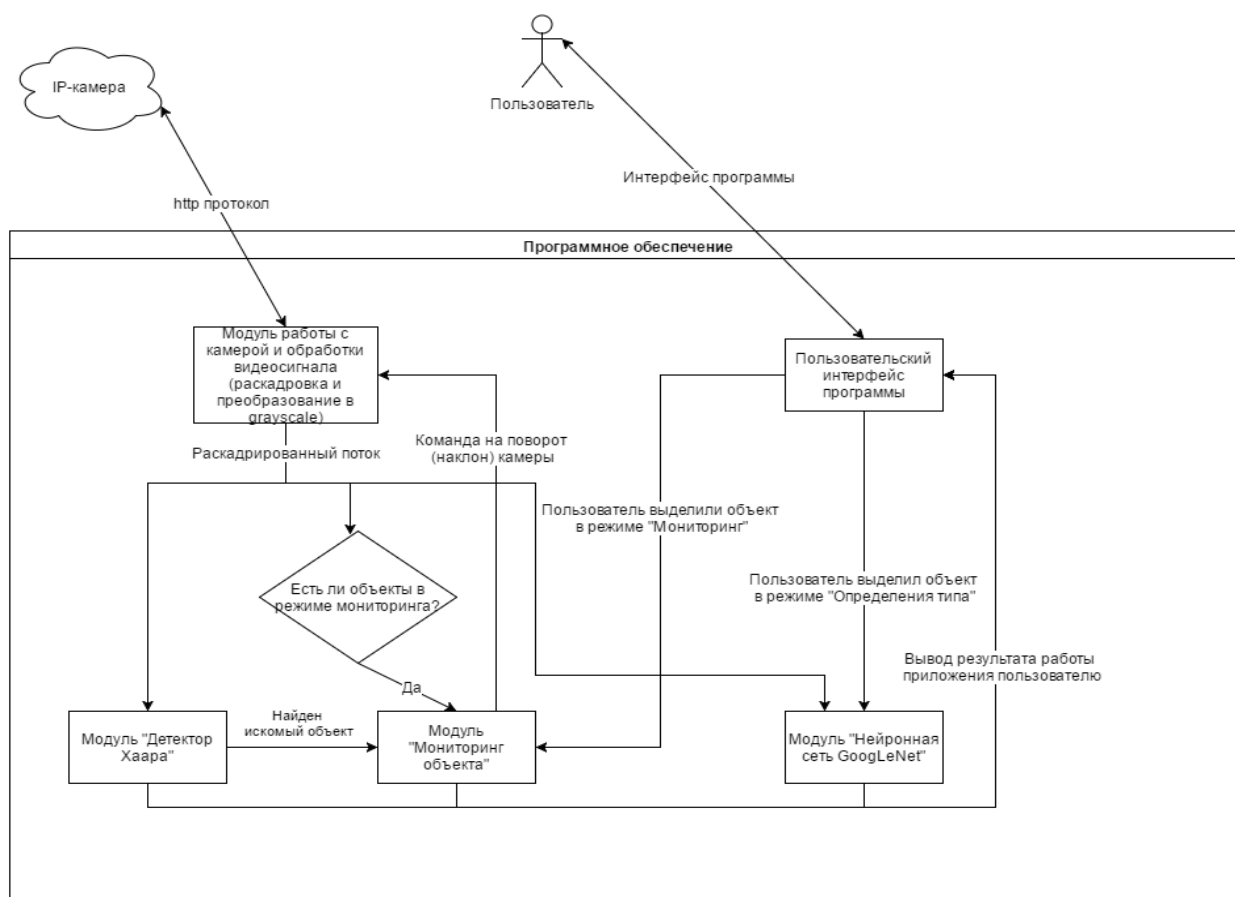 IP-камера
Пользователь
Интерфейс программы
http протокол
Программное обеспечение
Модуль работы с
камерой и обработки
видеосигнала
(раскадровка и
преобразование в
grayscale)
Пользовательский
интерфейс
программы
Раскадрированный поток
Команда на поворот
(наклон) камеры
Пользователь выделили объект
в режиме "Мониторинг"
Есть ли объекты в
режиме мониторинга?
Пользователь выделил объект
в режиме "Определения типа"
Вывод результата работы
приложения пользователю
Да
Найден
искомый объект
Модуль "Детектор
Хаара"
Модуль
"Мониторинг
объекта"
Модуль "Нейронная
сеть GoogLeNet"